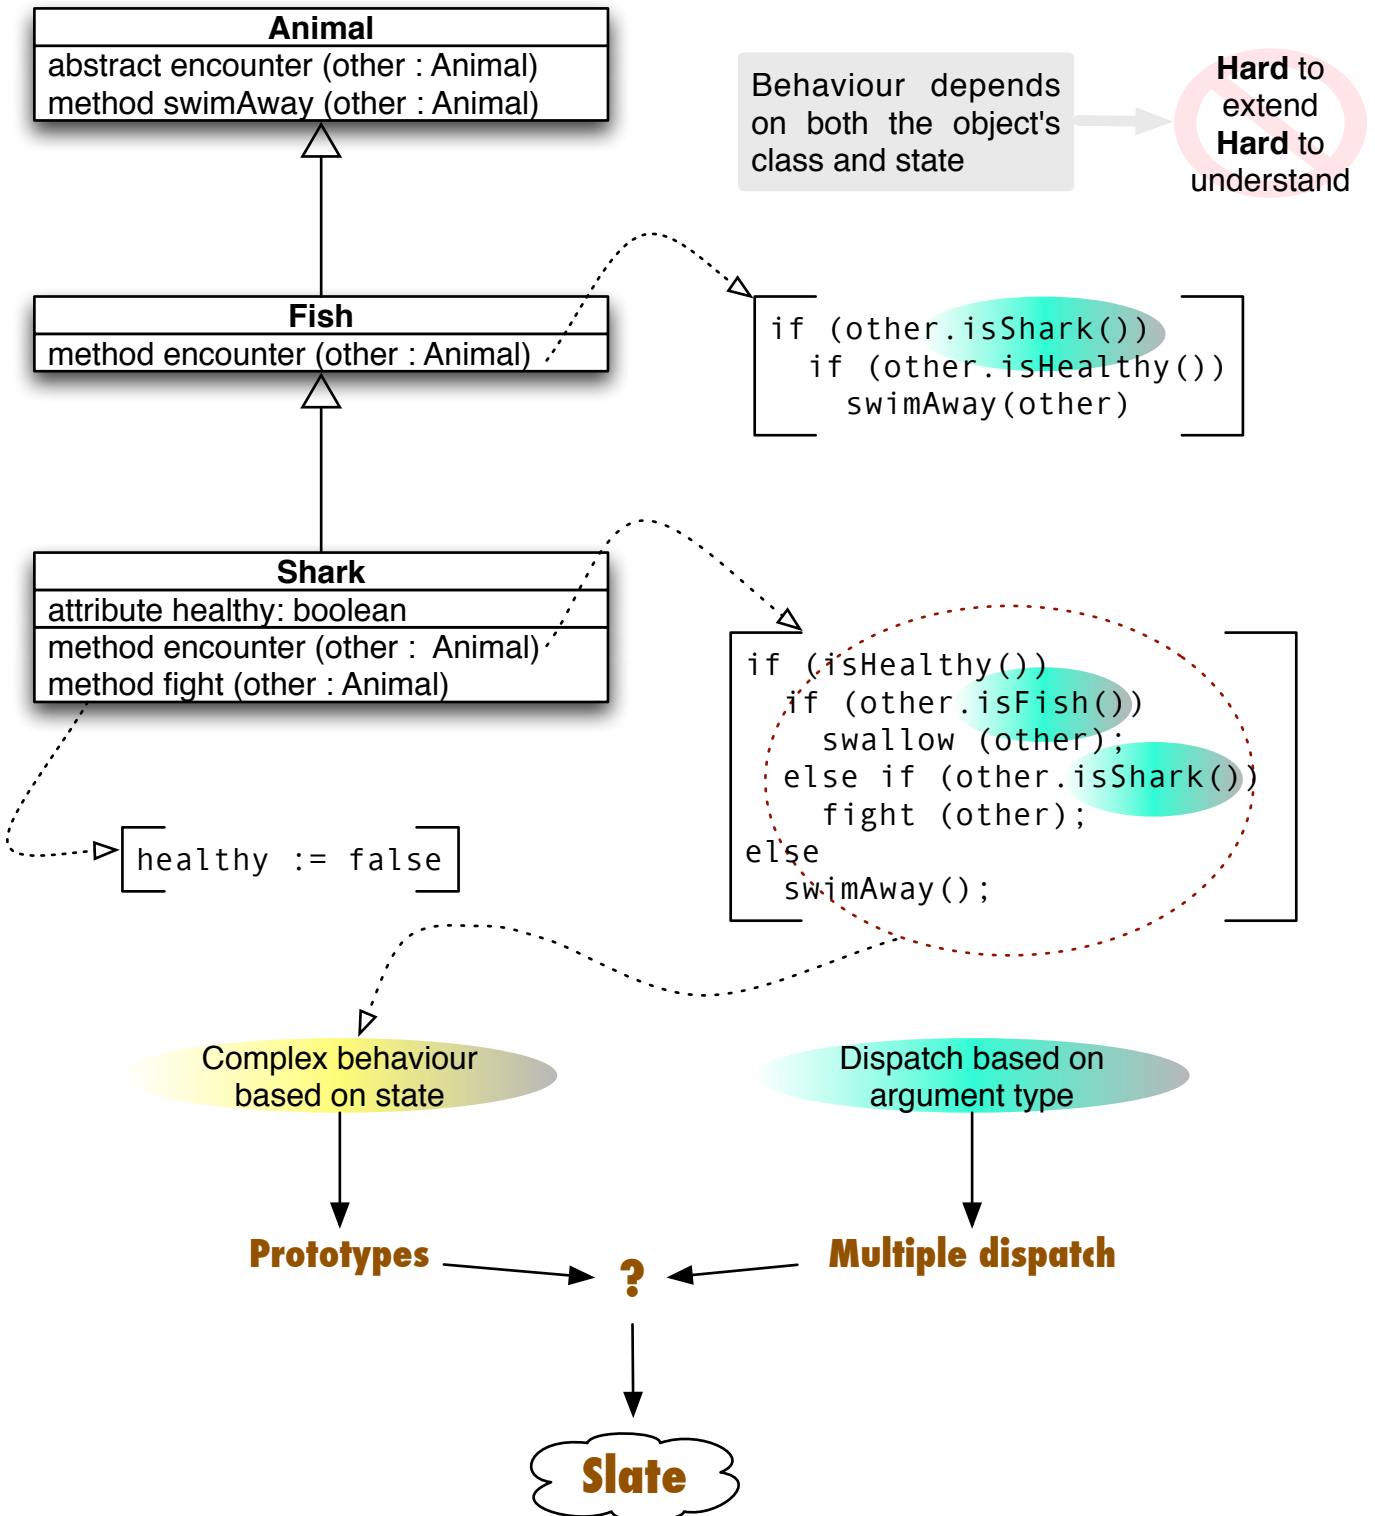 Animal
abstract encounter (other : Animal)
method swimAway (other : Animal)
Behaviour depends
on both the object's
class and state
Hard to
extend
Hard to
understand
Fish
method encounter (other : Animal)
if (other.isShark())
if (other.isHealthy())
swimAway(other)
Shark
attribute healthy: boolean
method encounter (other : Animal)
method fight (other : Animal)
if (isHealthy())
if (other.isFish())
swallow (other);
else if (other.isShark())
fight (other);
else
swimAway();
healthy := false
Complex behaviour
based on state
Dispatch based on
argument type
Prototypes
Multiple dispatch
?
Slate